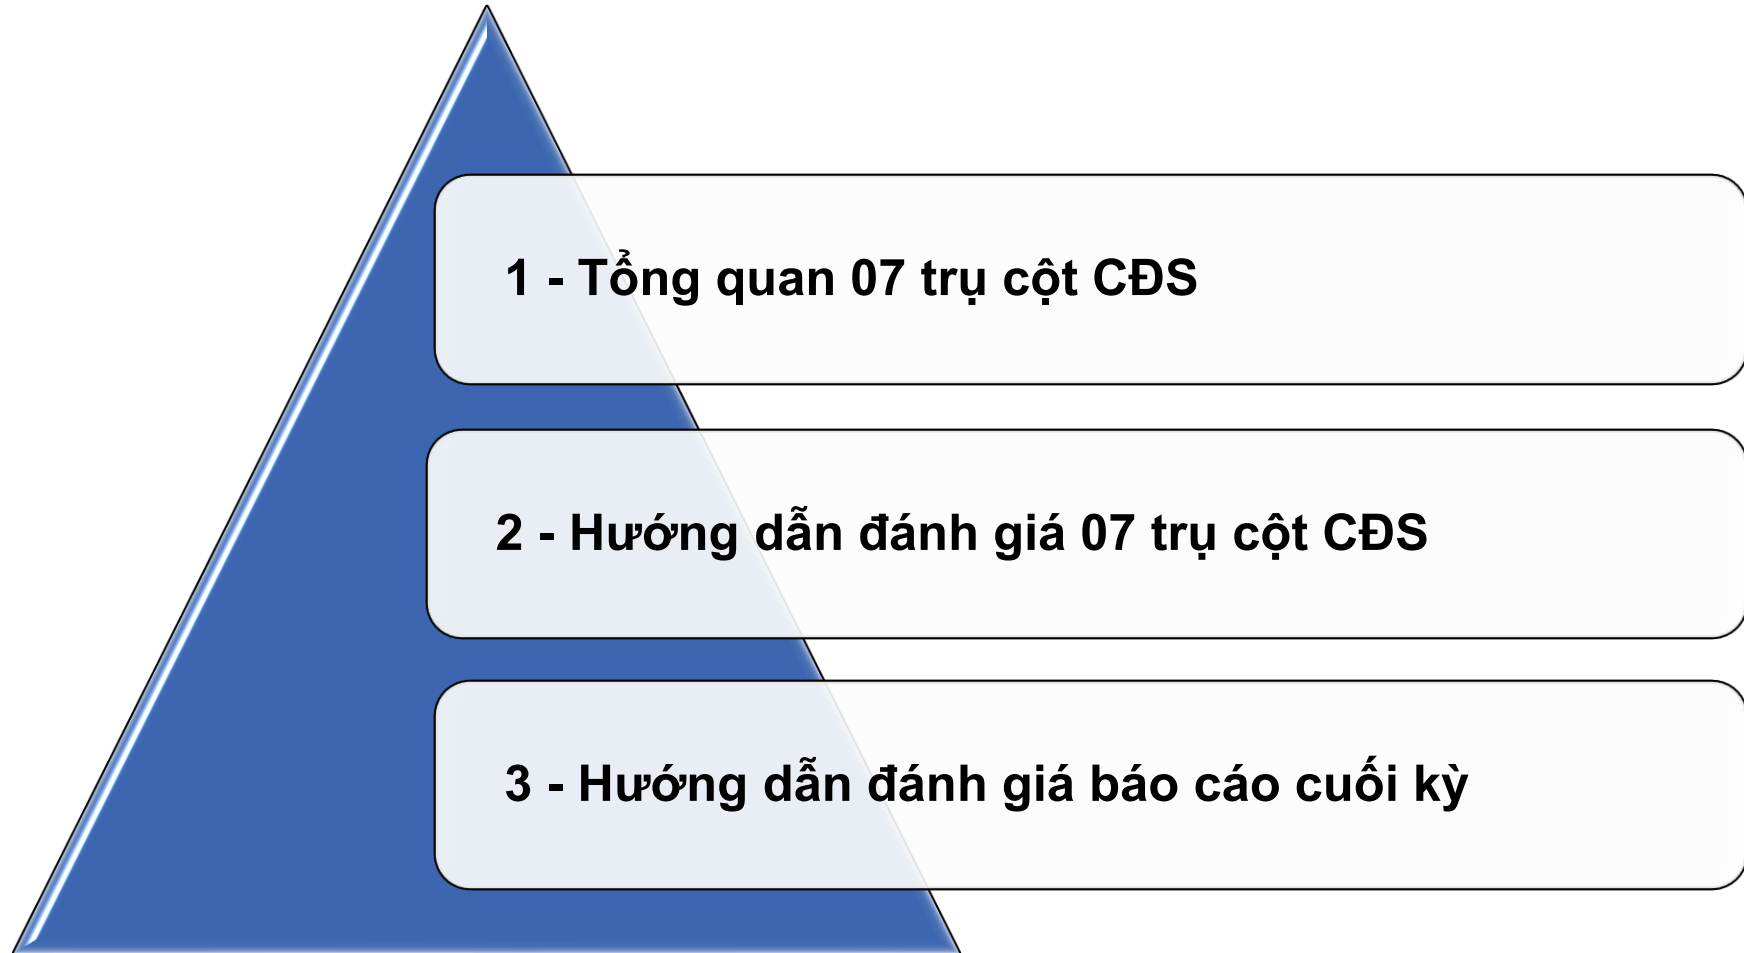 1 - Tổng quan 07 trụ cột CĐS
2 - Hướng dẫn đánh giá 07 trụ cột CĐS
3 - Hướng dẫn đánh giá báo cáo cuối kỳ